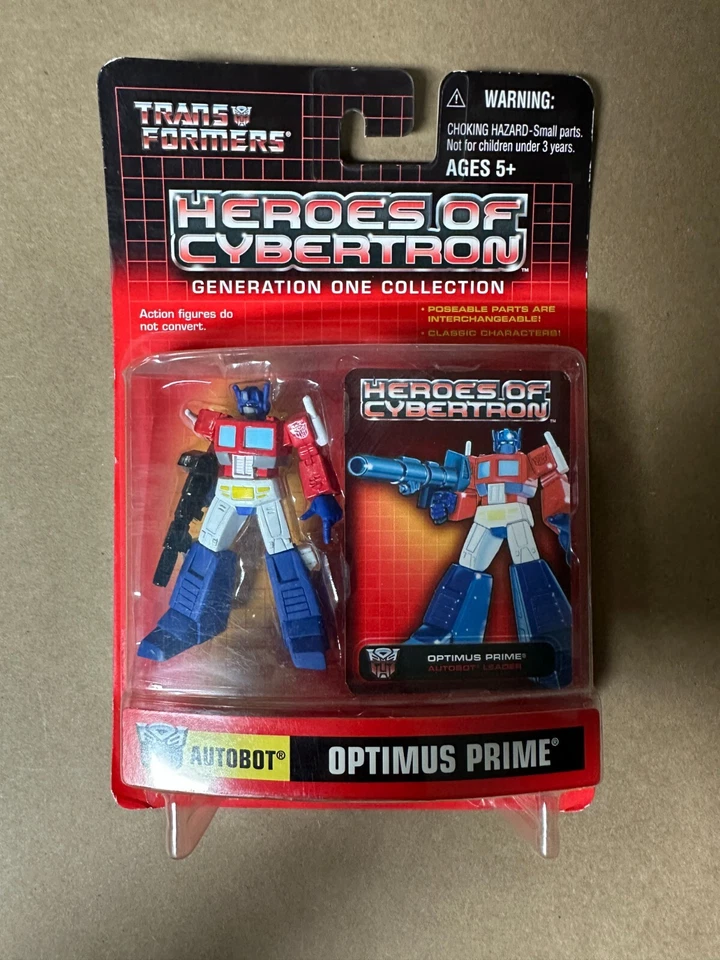 TRANS
FORMERS®
⚠ WARNING:
CHOKING HAZARD-Small parts.
Not for children under 3 years.
AGES 5+
HEROES OF
CYBERTRON™
GENERATION ONE COLLECTION
Action figures do
not convert.
• POSEABLE PARTS ARE
INTERCHANGEABLE!
• CLASSIC CHARACTERS!
HEROES OF
CYBERTRON™
OPTIMUS PRIME®
AUTOBOT® LEADER
AUTOBOT®
OPTIMUS PRIME®